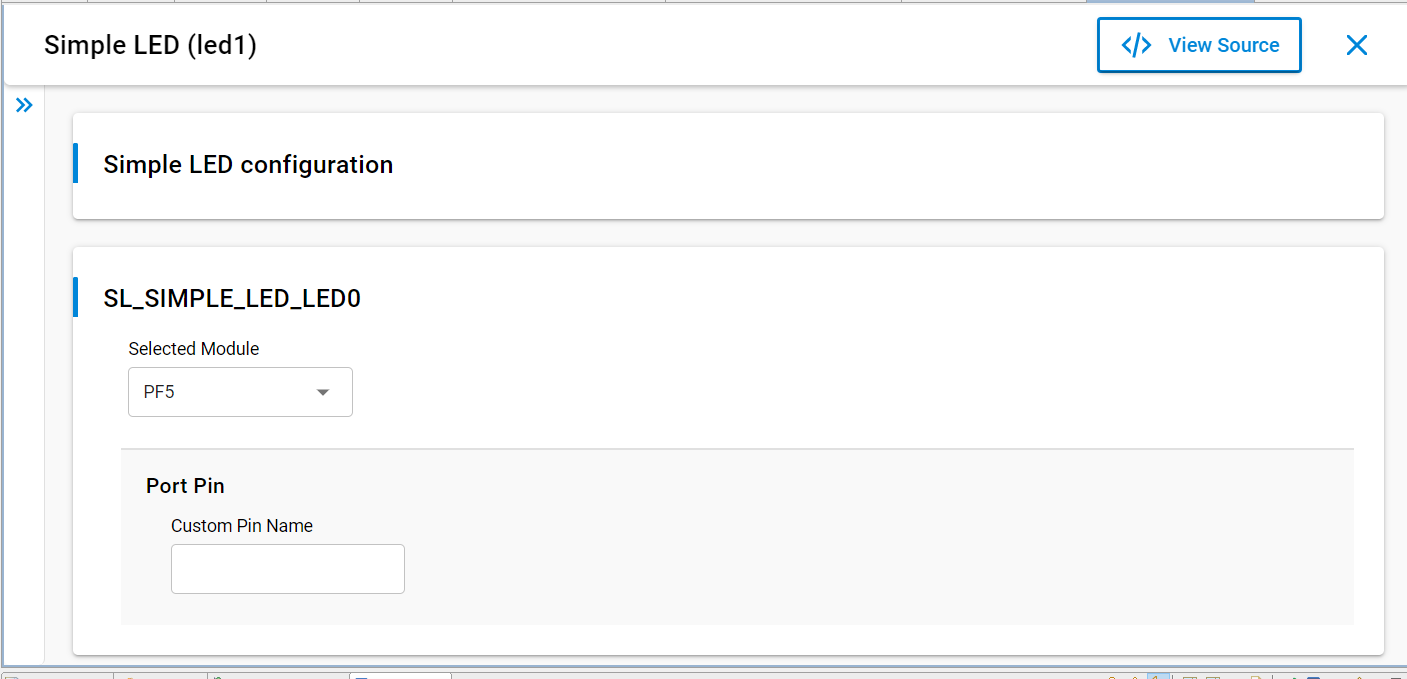 Simple LED (led1)
</> View Source
Simple LED configuration
SL_SIMPLE_LED_LED0
Selected Module
PF5
Port Pin
Custom Pin Name